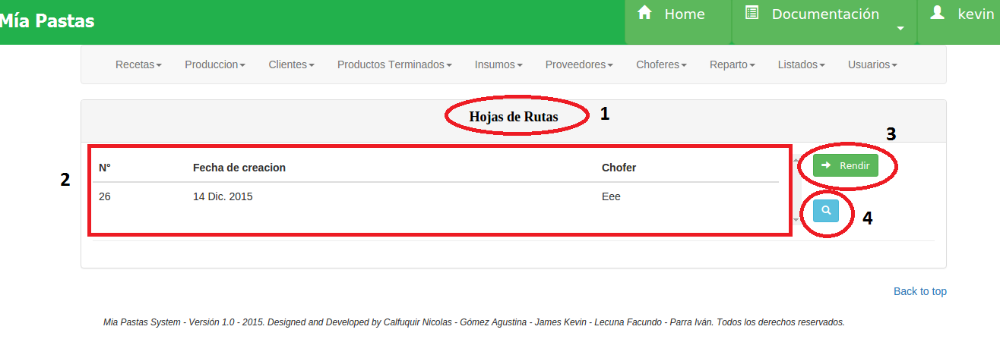 Mía Pastas Home Documentación kevin
Recetas Produccion Clientes Productos Terminados Insumos Proveedores Choferes Reparto Listados Usuarios
Hojas de Rutas 1
3
2 N° Fecha de creacion Chofer Rendir
26 14 Dic. 2015 Eee
4
Back to top
Mia Pastas System - Versión 1.0 - 2015. Designed and Developed by Calfuquir Nicolas - Gómez Agustina - James Kevin - Lecuna Facundo - Parra Iván. Todos los derechos reservados.